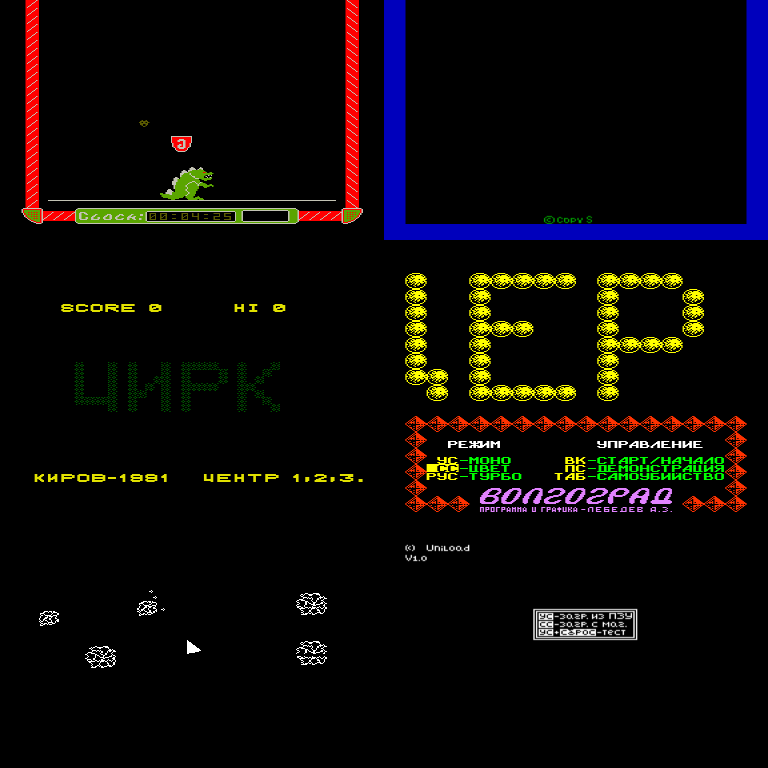 Clock: 00:04:25
©COPY S
SCORE 0 HI 0
ЦИРК
КИРОВ-1991 ЦЕНТР 1,2,3.
LEP
РЕЖИМ УПРАВЛЕНИЕ
УС-МОНО ВК-СТАРТ/НАЧАЛО
СС-ЦВЕТ ПС-ДЕМОНСТРАЦИЯ
РУС-ТУРБО ТАБ-САМОУБИЙСТВО
ВОЛГОГРАД
ПРОГРАММА И ГРАФИКА-ЛЕБЕДЕВ А.З.
(C) UniLoad
V1.0
УС-ЗАГР. ИЗ ПЗУ
СС-ЗАГР. С МАГ.
УС+СБРОС-ТЕСТ